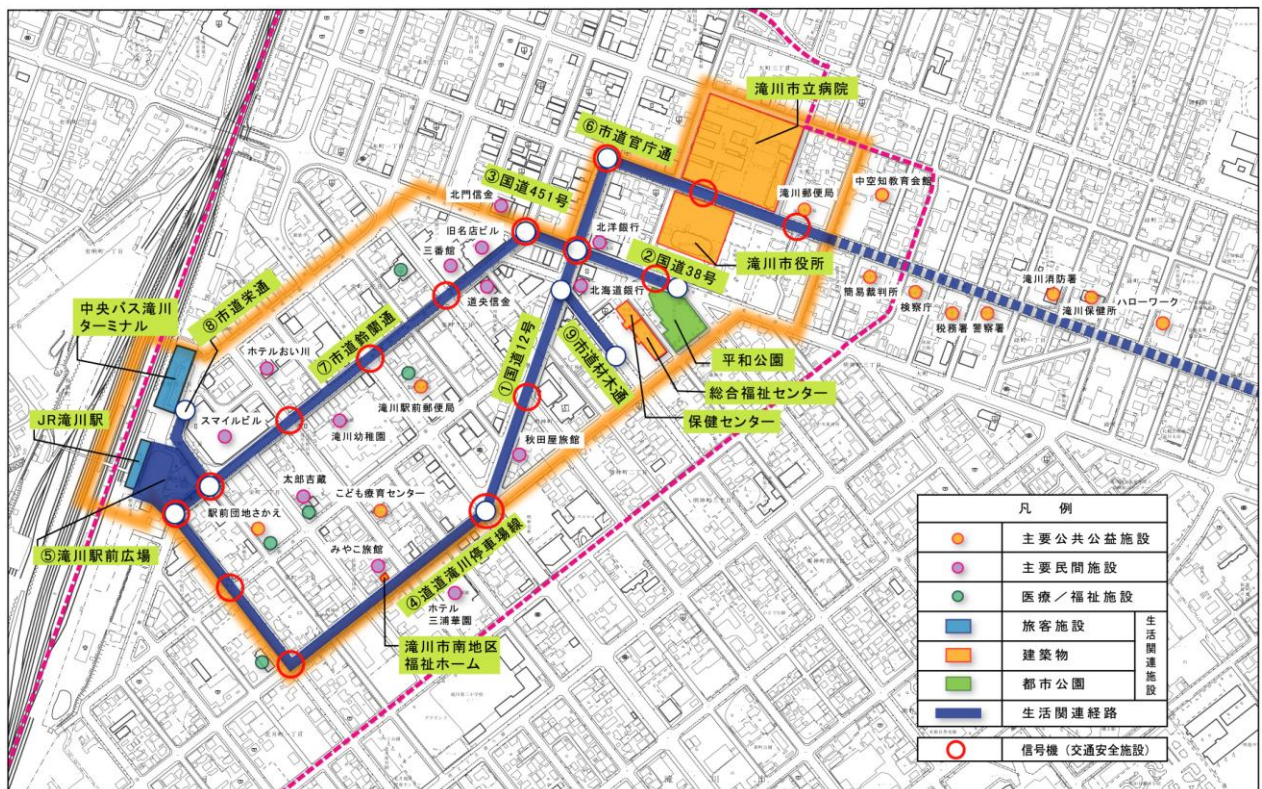 滝川市立病院
⑥市道官庁通
③国道451号
滝川郵便局
中空知教育会館
北門信金
旧名店ビル
三番館
北洋銀行
滝川市役所
②国道38号
道央信金
北海道銀行
簡易裁判所
検察庁
滝川消防署
滝川保健所
ハローワーク
税務署
警察署
中央バス滝川
ターミナル
⑧市道栄通
ホテルおい川
⑦市道鈴蘭通
①国道12号
⑨市道材木通
平和公園
総合福祉センター
保健センター
滝川駅前郵便局
JR滝川駅
スマイルビル
滝川幼稚園
秋田屋旅館
太郎吉蔵
こども療育センター
駅前団地さかえ
⑤滝川駅前広場
みやこ旅館
④道道滝川停車場線
ホテル
三浦華園
滝川市南地区
福祉ホーム
凡例
主要公共公益施設
主要民間施設
医療／福祉施設
旅客施設
建築物
都市公園
生活関連施設
生活関連経路
信号機（交通安全施設）